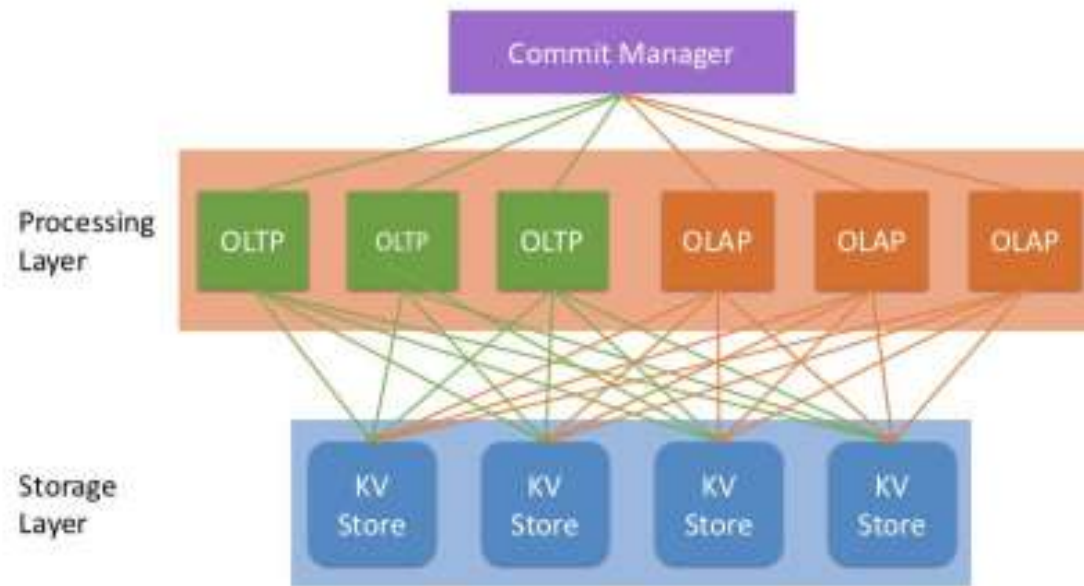 Commit Manager
Processing
Layer
OLTP
OLTP
OLTP
OLAP
OLAP
OLAP
Storage
Layer
KV
Store
KV
Store
KV
Store
KV
Store